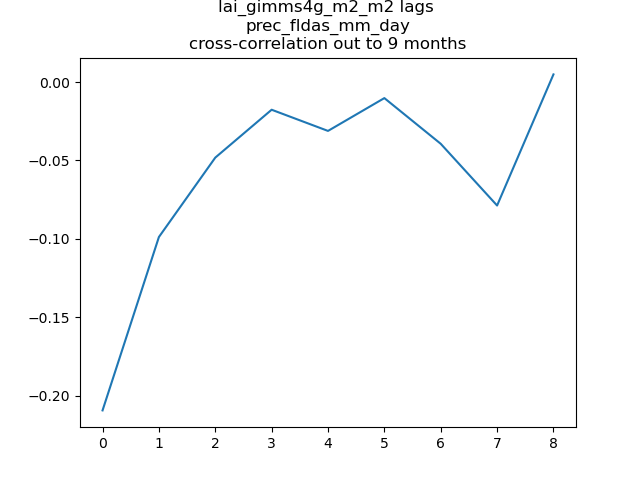 lai_gimms4g_m2_m2 lags
prec_fldas_mm_day
cross-correlation out to 9 months
0.00
−0.05
−0.10
−0.15
−0.20
0 1 2 3 4 5 6 7 8